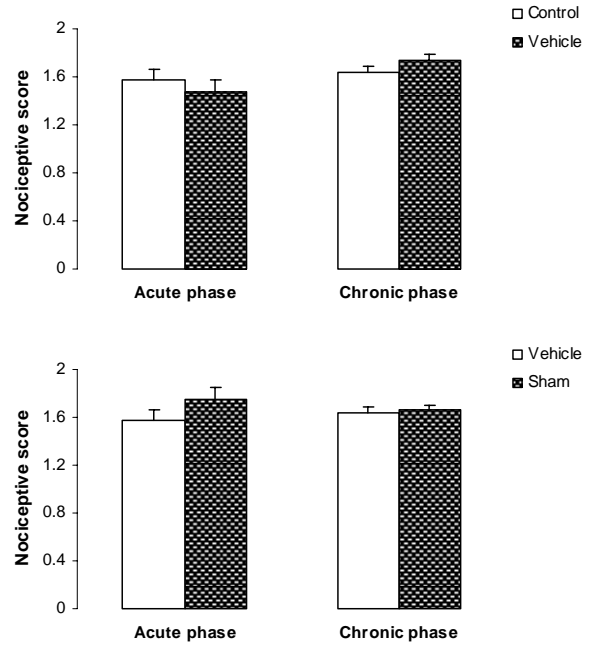 Control
Vehicle
Nociceptive score
2
1.6
1.2
0.8
0.4
0
Acute phase Chronic phase
Vehicle
Sham
Nociceptive score
2
1.6
1.2
0.8
0.4
0
Acute phase Chronic phase